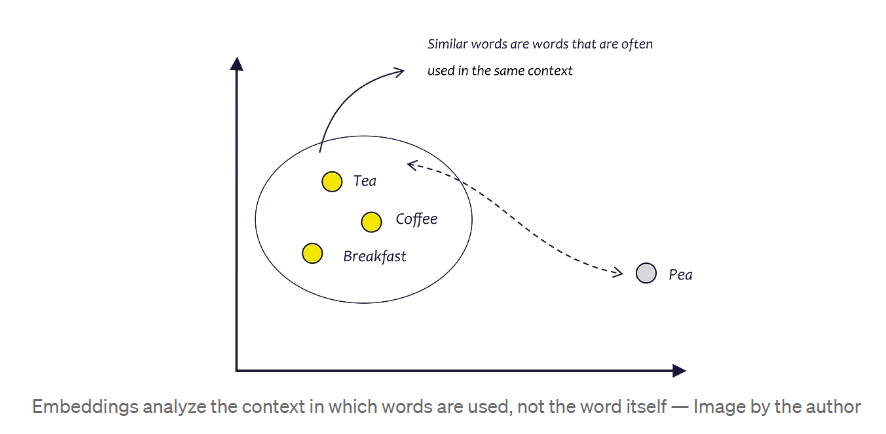 Similar words are words that are often
used in the same context
Tea
Coffee
Breakfast
Pea
Embeddings analyze the context in which words are used, not the word itself — Image by the author